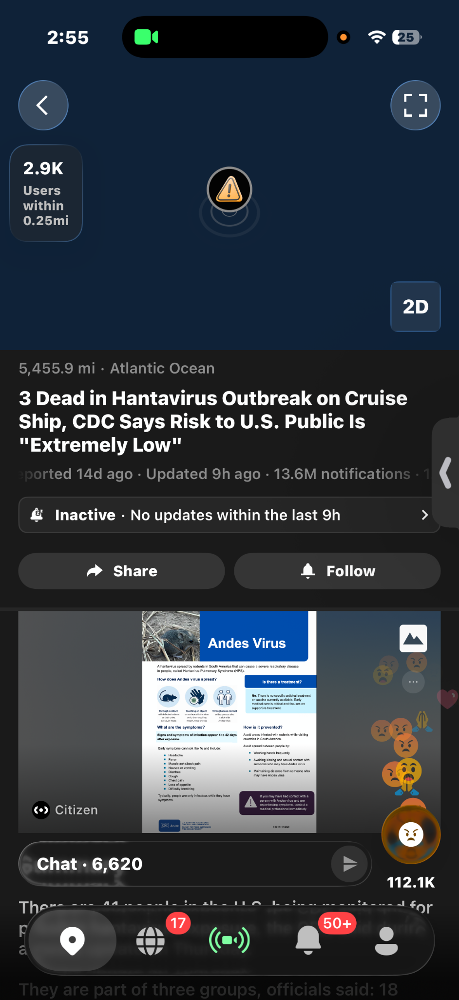 2:55
25
2.9K
Users
within
0.25mi
2D
5,455.9 mi · Atlantic Ocean
3 Dead in Hantavirus Outbreak on Cruise
Ship, CDC Says Risk to U.S. Public Is
"Extremely Low"
ported 14d ago · Updated 9h ago · 13.6M notifications · 1
Inactive · No updates within the last 9h
Share
Follow
Andes Virus
A hantavirus spread by rodents in South America that can cause a severe respiratory disease
in people, called Hantavirus Pulmonary Syndrome (HPS).
How does Andes virus spread?
Through contact
with infected rodents
or their urine,
saliva, or feces
Touching an object
or surface with the virus
on it, then touching
mouth, nose or eyes
Through close contact
with a person who
is sick with
Andes virus
Is there a treatment?
No. There is no specific antiviral treatment
or vaccine currently available. Early
medical care is critical and focuses on
supportive treatment.
What are the symptoms?
Signs and symptoms of infection appear 4 to 42 days
after exposure.
Early symptoms can look like flu and include:
Headache
Fever
Muscle ache/back pain
Nausea or vomiting
Diarrhea
Cough
Chest pain
Loss of appetite
Difficulty breathing
Typically, people are only infectious while they have
symptoms.
How is it prevented?
Avoid areas infested with rodents while visiting
countries in South America.
Avoid spread between people by:
Washing hands frequently
Avoiding kissing and sexual contact with
someone who may have Andes virus
Maintaining distance from someone who
may have Andes virus
If you may have had contact with a
person with Andes virus and are
experiencing symptoms, contact a
medical professional immediately.
CDC ATSDR
U.S. CENTERS FOR DISEASE
CONTROL AND PREVENTION
Citizen
Chat · 6,620
112.1K
There are 41 people in the U.S. being monitored for
17
50+
They are part of three groups, officials said: 18